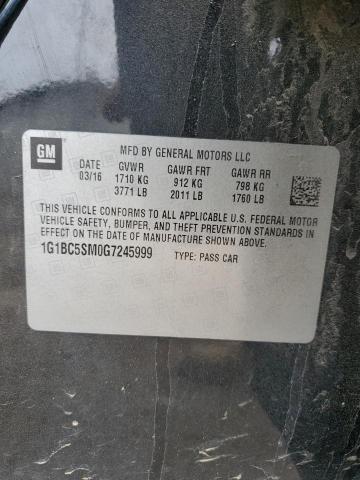 GM
MFD BY GENERAL MOTORS LLC
DATE GVWR GAWR FRT GAWR RR
03/16 1710 KG 912 KG 798 KG
3771 LB 2011 LB 1760 LB
THIS VEHICLE CONFORMS TO ALL APPLICABLE U.S. FEDERAL MOTOR
VEHICLE SAFETY, BUMPER, AND THEFT PREVENTION STANDARDS IN
EFFECT ON THE DATE OF MANUFACTURE SHOWN ABOVE.
1G1BC5SM0G7245999 TYPE: PASS CAR